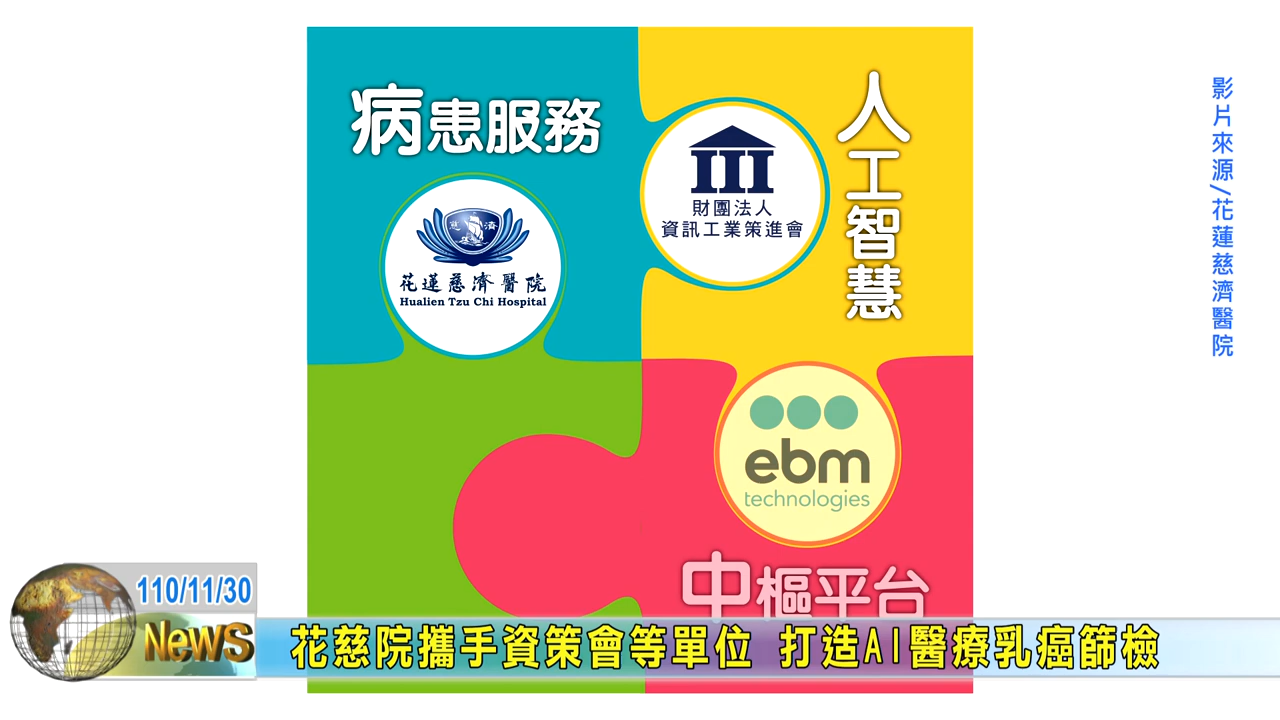 病患服務
慈濟
花蓮慈濟醫院
Hualien Tzu Chi Hospital
財團法人
資訊工業策進會
人工智慧
影片來源/花蓮慈濟醫院
ebm
technologies
中樞平台
110/11/30
NewS
花慈院攜手資策會等單位 打造AI醫療乳癌篩檢